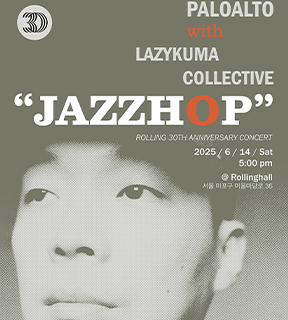 PALOALTO
with
LAZYKUMA
COLLECTIVE
“JAZZHOP”
ROLLING 30TH ANNIVERSARY CONCERT
2025 / 6 / 14 / Sat
5:00 pm
@ Rollinghall
서울 마포구 어울마당로 35